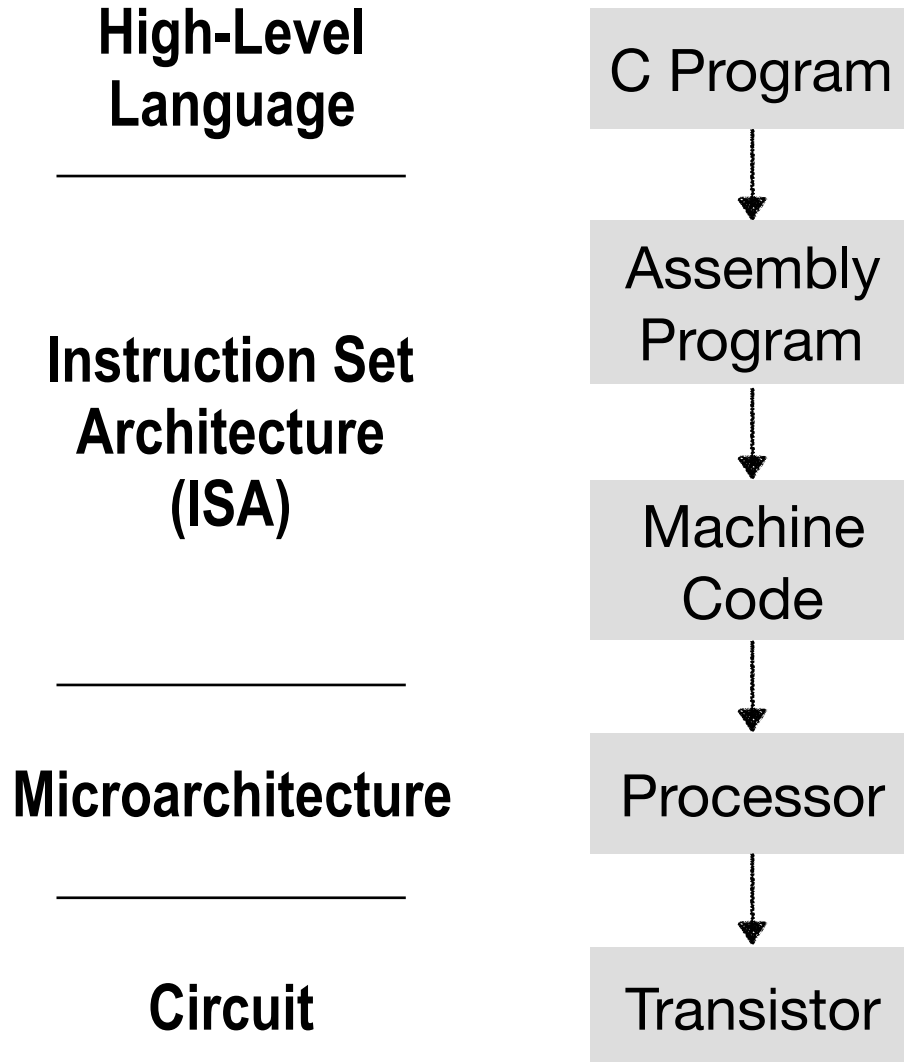 High-Level
Language
C Program
Assembly
Program
Instruction Set
Architecture
(ISA)
Machine
Code
Microarchitecture
Processor
Circuit
Transistor